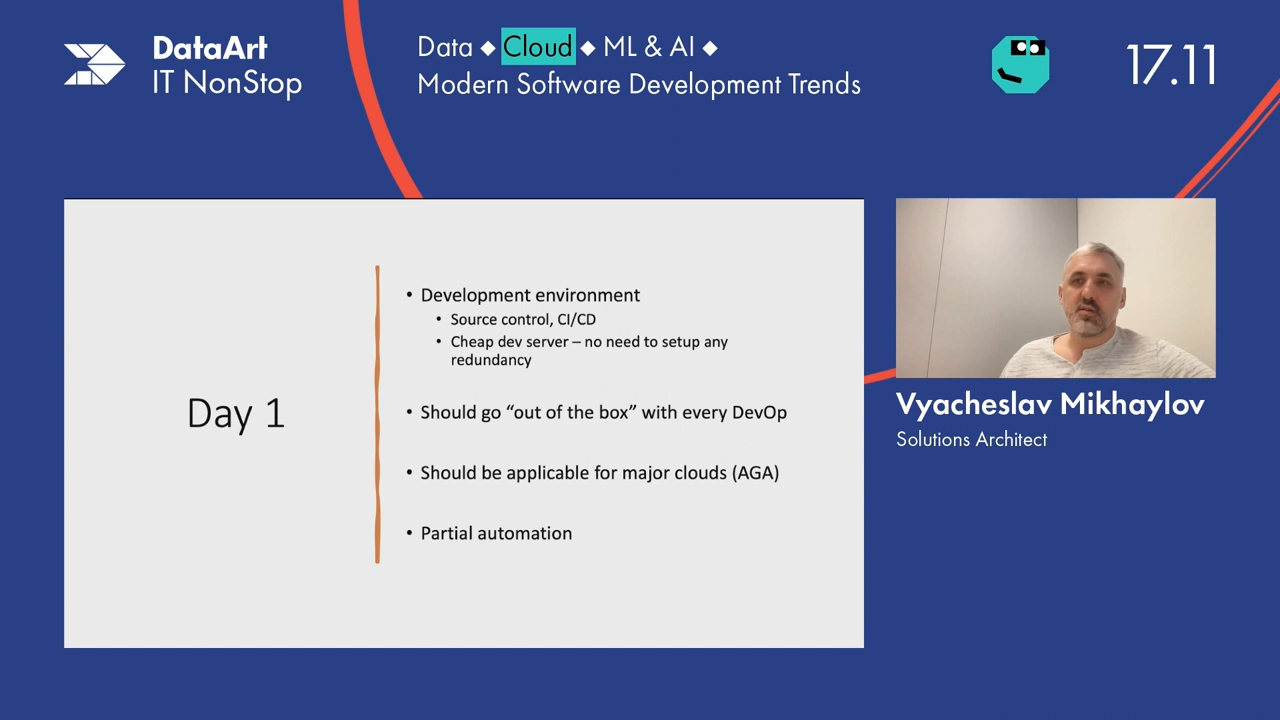 DataArt
IT NonStop
Data ◆ Cloud ◆ ML & AI ◆
Modern Software Development Trends
17.11
Day 1
• Development environment
• Source control, CI/CD
• Cheap dev server – no need to setup any
redundancy
• Should go “out of the box” with every DevOp
• Should be applicable for major clouds (AGA)
• Partial automation
Vyacheslav Mikhaylov
Solutions Architect